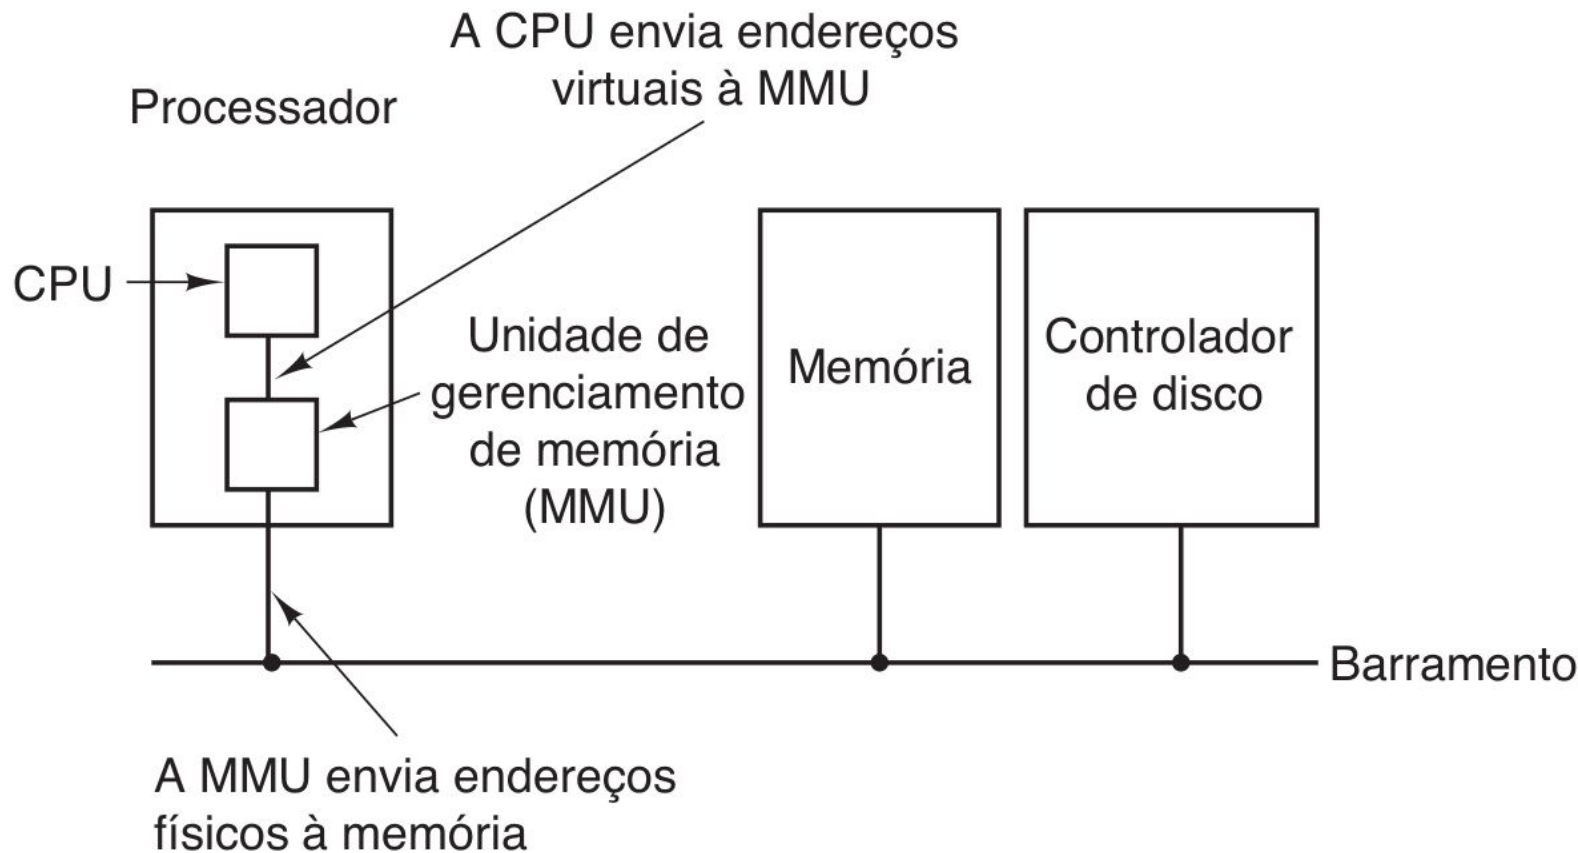 A CPU envia endereços
virtuais à MMU
Processador
CPU
Unidade de
gerenciamento
de memória
(MMU)
Memória
Controlador
de disco
Barramento
A MMU envia endereços
físicos à memória